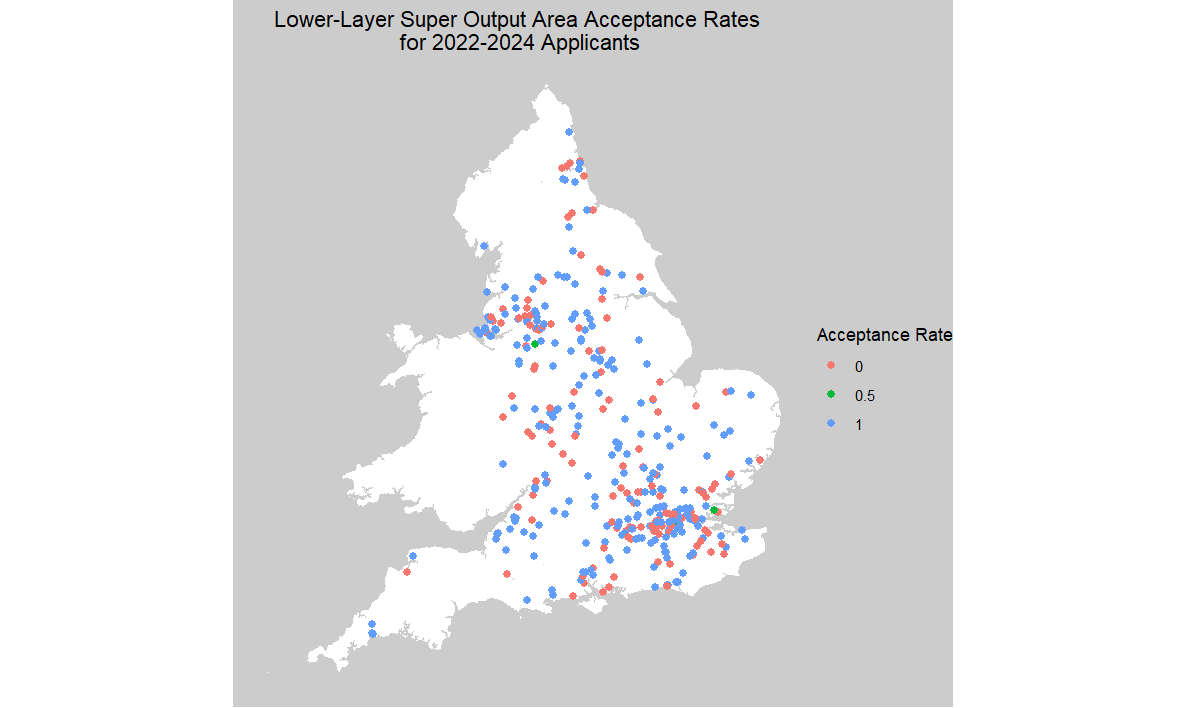 Lower-Layer Super Output Area Acceptance Rates
for 2022-2024 Applicants
Acceptance Rate
0
0.5
1